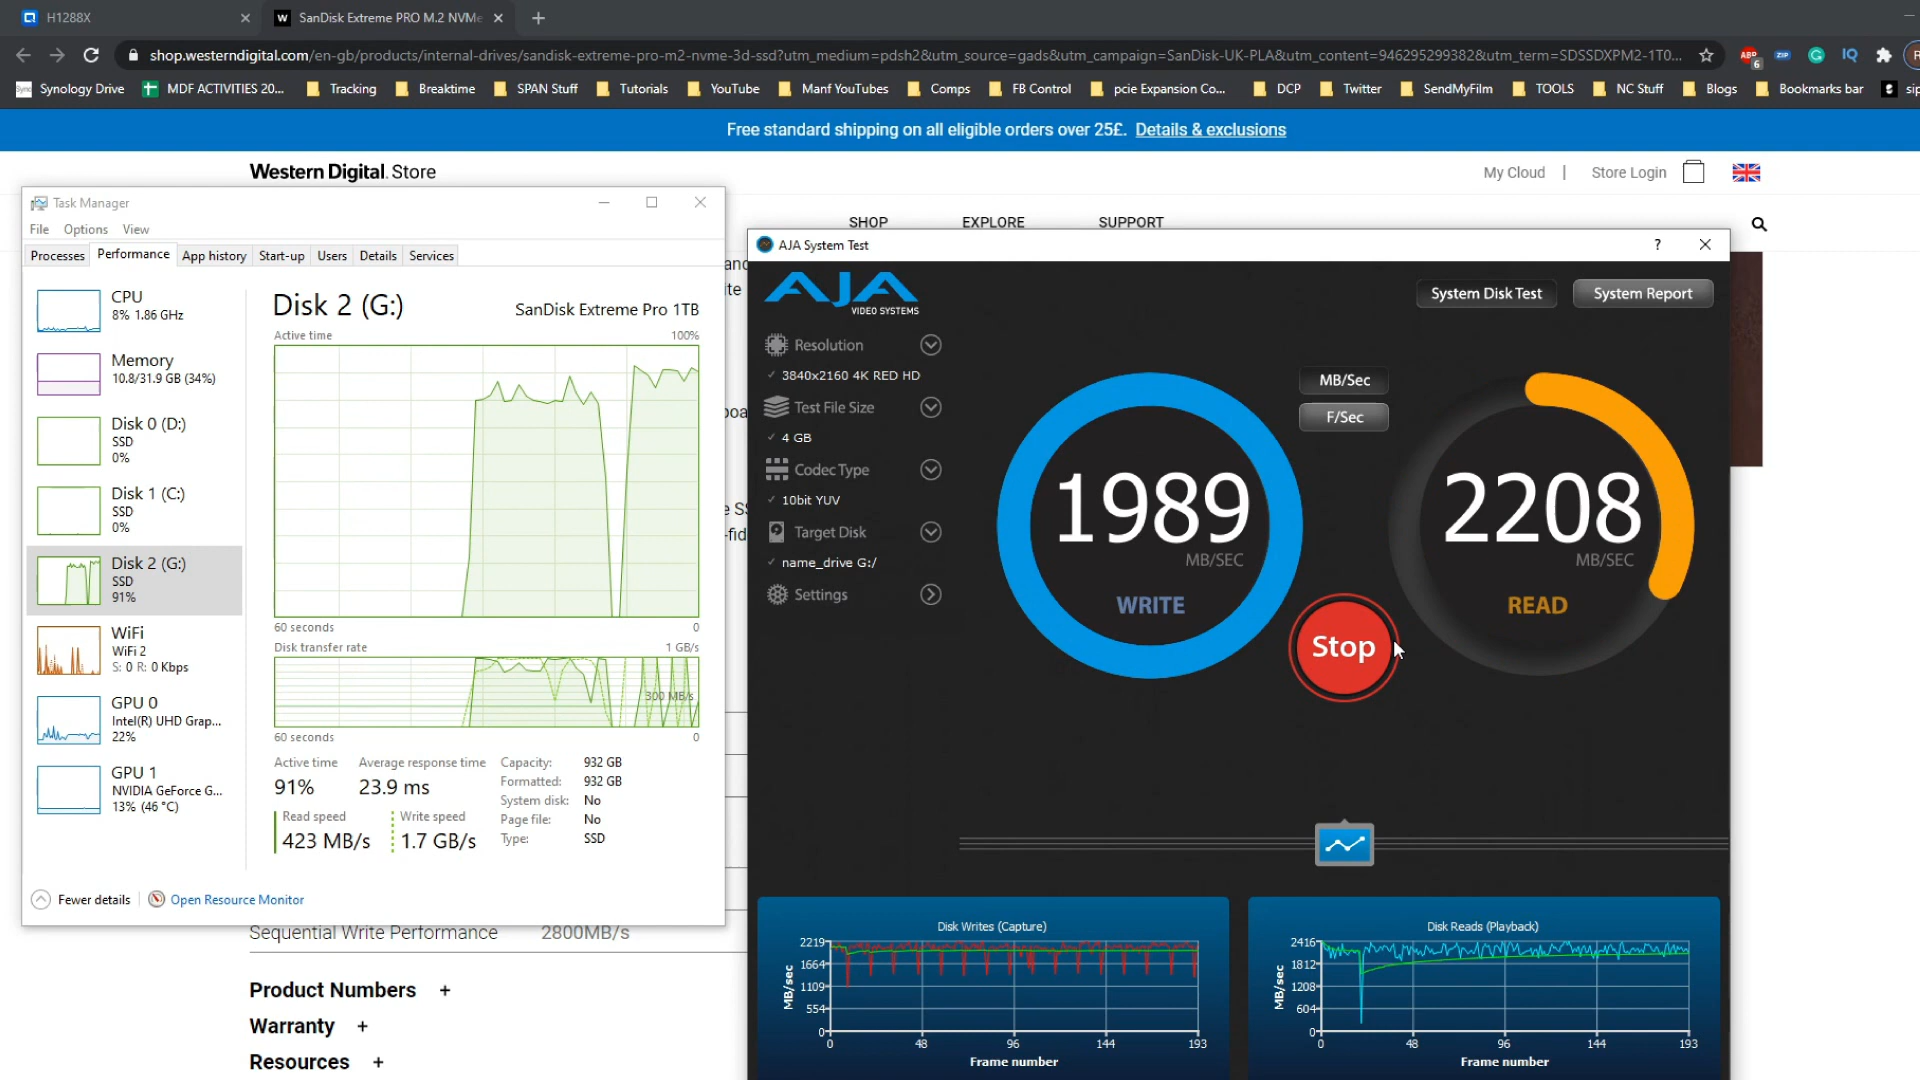 H1288X
W SanDisk Extreme PRO M.2 NVMe
shop.westerndigital.com/en-gb/products/internal-drives/sandisk-extreme-pro-m2-nvme-3d-ssd?utm_medium=pdsh2&utm_source=gads&utm_campaign=SanDisk-UK-PLA&utm_content=946295299382&utm_term=SDSSDXPM2-1T0...
ABP 6 ZIP IQ
Synology Drive MDF ACTIVITIES 20... Tracking Breaktime SPAN Stuff Tutorials YouTube Manf YouTubes Comps FB Control pcie Expansion Co... DCP Twitter SendMyFilm TOOLS NC Stuff Blogs Bookmarks bar sip
Free standard shipping on all eligible orders over 25£. Details & exclusions
Western Digital. Store
My Cloud | Store Login
SHOP EXPLORE SUPPORT
Task Manager
File Options View
Processes Performance App history Start-up Users Details Services
CPU
8% 1.86 GHz
Memory
10.8/31.9 GB (34%)
Disk 0 (D:)
SSD
0%
Disk 1 (C:)
SSD
0%
Disk 2 (G:)
SSD
91%
WiFi
WiFi 2
S: 0 R: 0 Kbps
GPU 0
Intel(R) UHD Grap...
22%
GPU 1
NVIDIA GeForce G...
13% (46 °C)
Disk 2 (G:) SanDisk Extreme Pro 1TB
Active time 100%
60 seconds 0
Disk transfer rate 1 GB/s
300 MB/s
60 seconds 0
Active time
91%
Average response time
23.9 ms
Read speed
423 MB/s
Write speed
1.7 GB/s
Capacity: 932 GB
Formatted: 932 GB
System disk: No
Page file: No
Type: SSD
Fewer details Open Resource Monitor
AJA System Test ?
AJA
VIDEO SYSTEMS
System Disk Test System Report
Resolution
3840x2160 4K RED HD
Test File Size
4 GB
Codec Type
10bit YUV
Target Disk
name_drive G:/
Settings
MB/Sec
F/Sec
1989
MB/SEC
WRITE
2208
MB/SEC
READ
Stop
Disk Writes (Capture)
MB/sec
2219
1664
1109
554
0
0 48 96 144 193
Frame number
Disk Reads (Playback)
MB/sec
2416
1812
1208
604
0
0 48 96 144 193
Frame number
Sequential Write Performance 2800MB/s
Product Numbers +
Warranty +
Resources +